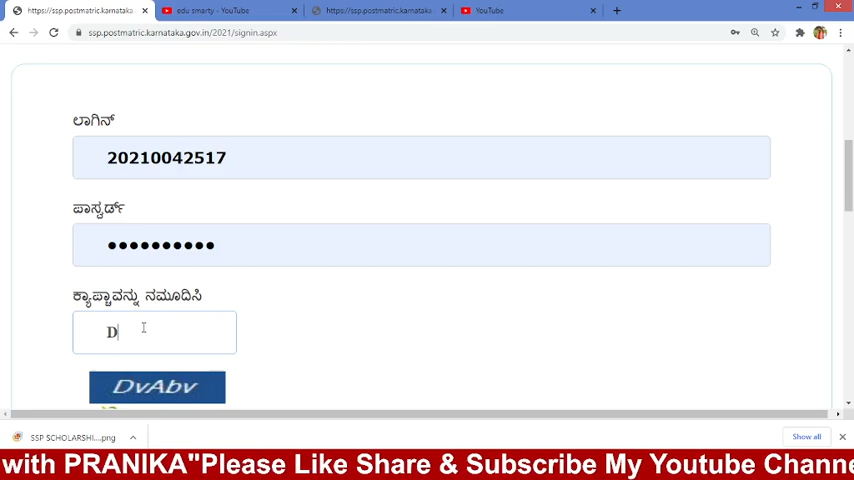 https://ssp.postmatric.karnataka
edu smarty - YouTube
https://ssp.postmatric.karnataka
YouTube
ssp.postmatric.karnataka.gov.in/2021/signin.aspx
ಲಾಗಿನ್
20210042517
ಪಾಸ್ವರ್ಡ್
ಕ್ಯಾಪ್ಚಾವನ್ನು ನಮೂದಿಸಿ
D
DvAbv
SSP SCHOLARSHI....png
Show all
with PRANIKA"Please Like Share & Subscribe My Youtube Channe